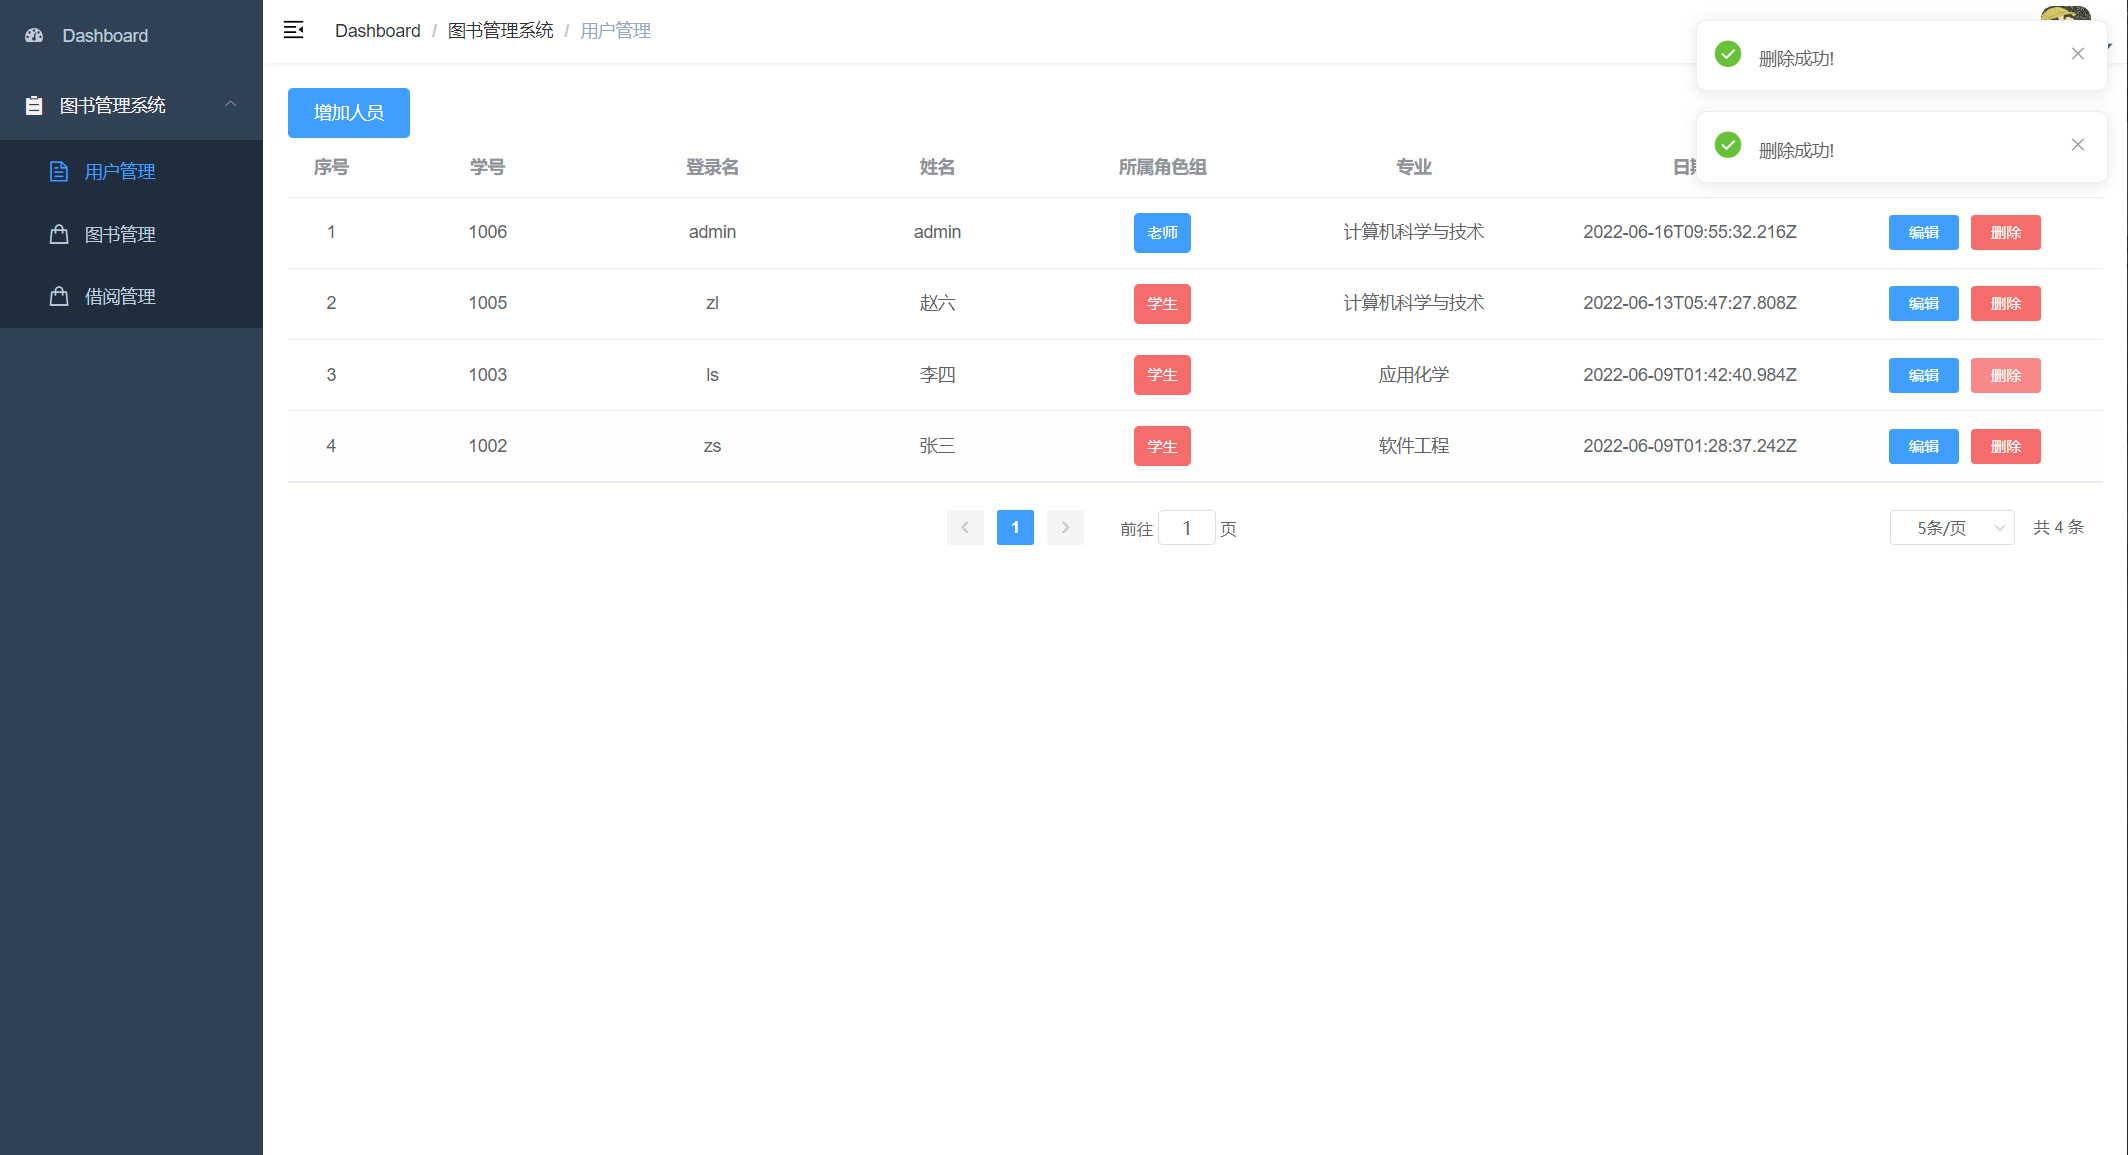 Dashboard
图书管理系统
用户管理
图书管理
借阅管理
Dashboard / 图书管理系统 / 用户管理
删除成功!
删除成功!
增加人员
序号 学号 登录名 姓名 所属角色组 专业 日
1 1006 admin admin 老师 计算机科学与技术 2022-06-16T09:55:32.216Z 编辑 删除
2 1005 zl 赵六 学生 计算机科学与技术 2022-06-13T05:47:27.808Z 编辑 删除
3 1003 ls 李四 学生 应用化学 2022-06-09T01:42:40.984Z 编辑 删除
4 1002 zs 张三 学生 软件工程 2022-06-09T01:28:37.242Z 编辑 删除
1 前往 1 页 5条/页 共 4 条